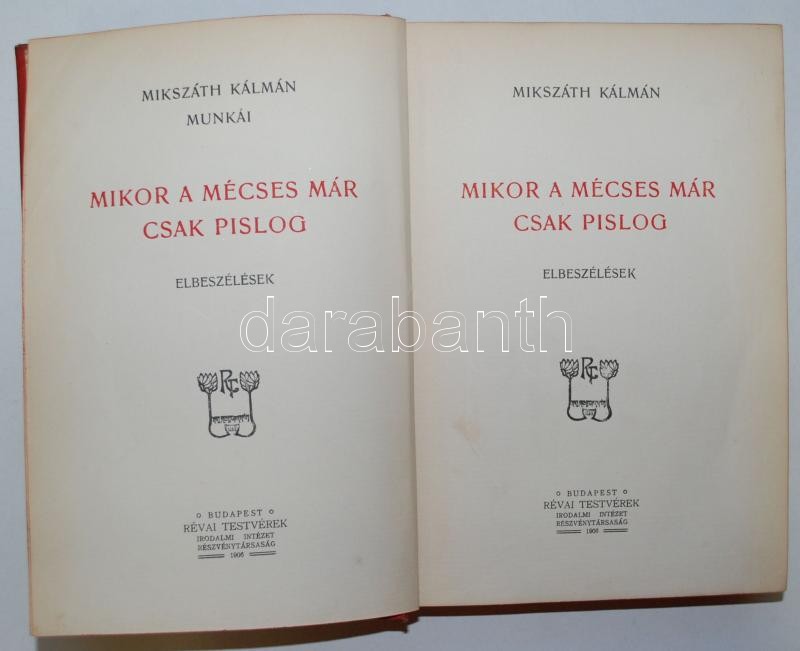 MIKSZÁTH KÁLMÁN
MUNKÁI
MIKOR A MÉCSES MÁR
CSAK PISLOG
ELBESZÉLÉSEK
BUDAPEST
RÉVAI TESTVÉREK
IRODALMI INTÉZET
RÉSZVÉNYTÁRSASÁG
1906
MIKSZÁTH KÁLMÁN
MIKOR A MÉCSES MÁR
CSAK PISLOG
ELBESZÉLÉSEK
BUDAPEST
RÉVAI TESTVÉREK
IRODALMI INTÉZET
RÉSZVÉNYTÁRSASÁG
1906
darabanth